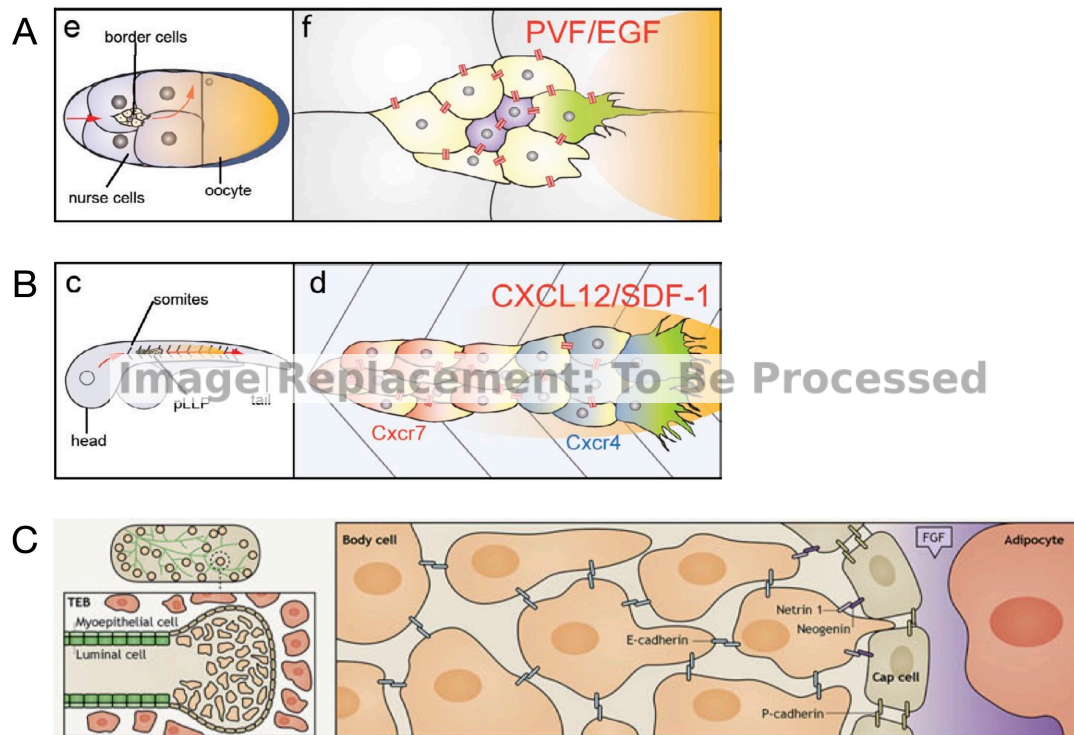 A
e
border cells
nurse cells
oocyte
f
PVF/EGF
B
c
somites
pLLP
tail
head
d
CXCL12/SDF-1
Cxcr7
Cxcr4
Image Replacement: To Be Processed
C
TEB
Myoepithelial cell
Luminal cell
Body cell
FGF
Adipocyte
Netrin 1
Neogenin
E-cadherin
Cap cell
P-cadherin